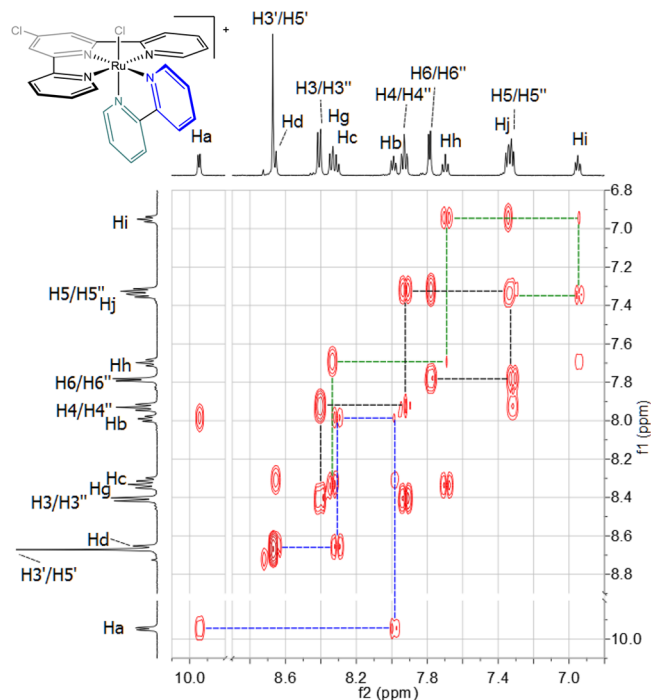 Cl
Cl
+
N
N
N
Ru
N
N
Ha
H3'/H5'
Hd
H3/H3''
Hg
Hc
Hb
H4/H4''
H6/H6''
Hh
Hj
H5/H5''
Hi
Hi
H5/H5''
Hj
Hh
H6/H6''
H4/H4''
Hb
Hc
Hg
H3/H3''
Hd
H3'/H5'
Ha
6.8
7.0
7.2
7.4
7.6
7.8
8.0
8.2
8.4
8.6
8.8
10.0
f1 (ppm)
10.0
8.6
8.2
7.8
7.4
7.0
f2 (ppm)